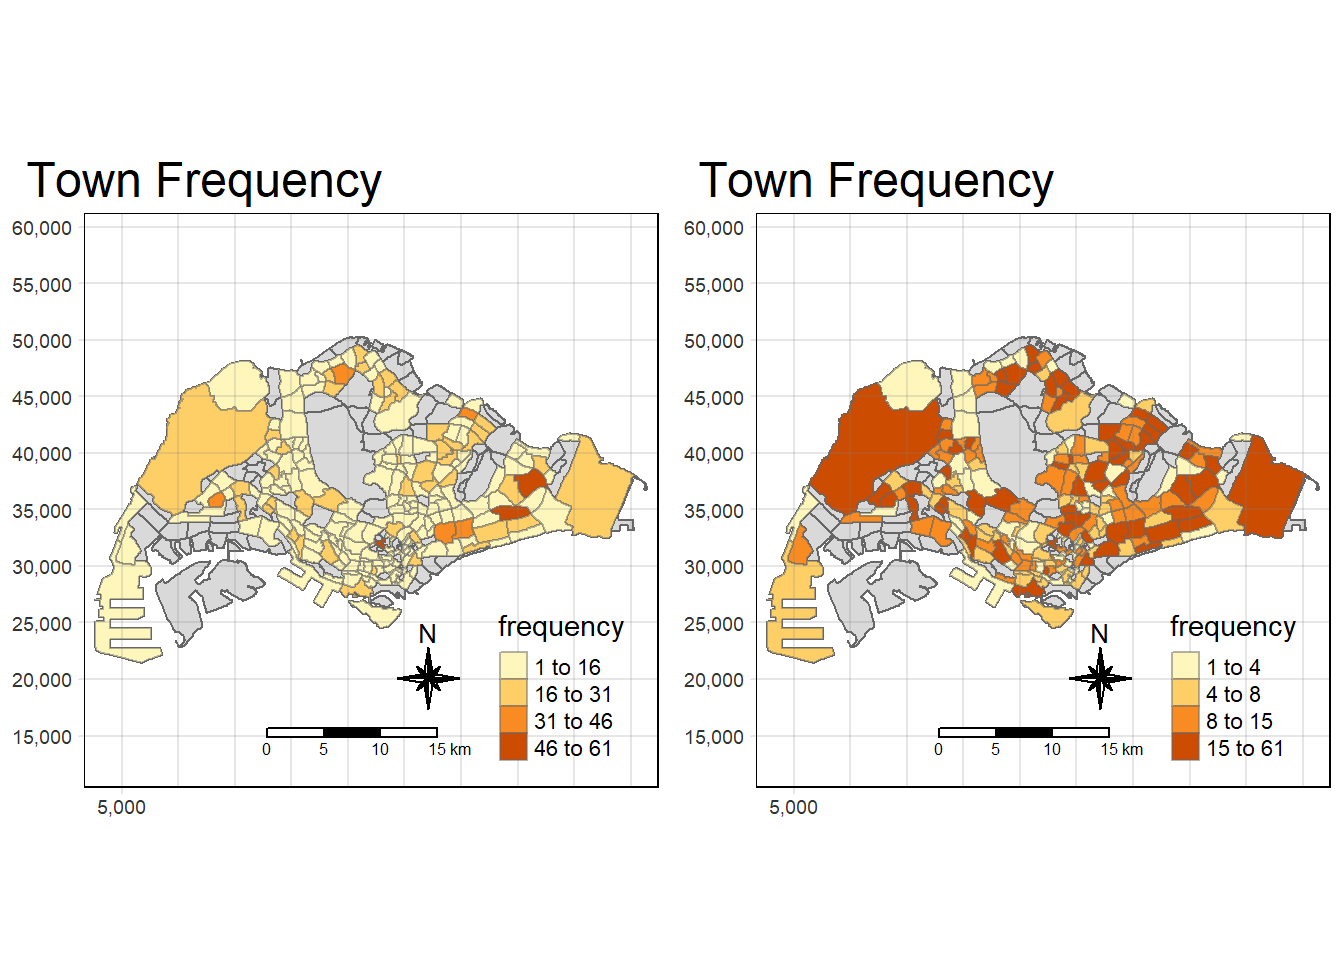 Town Frequency
60,000
55,000
50,000
45,000
40,000
35,000
30,000
25,000
20,000
15,000
5,000
N
0 5 10 15 km
frequency
1 to 16
16 to 31
31 to 46
46 to 61
Town Frequency
60,000
55,000
50,000
45,000
40,000
35,000
30,000
25,000
20,000
15,000
5,000
N
0 5 10 15 km
frequency
1 to 4
4 to 8
8 to 15
15 to 61